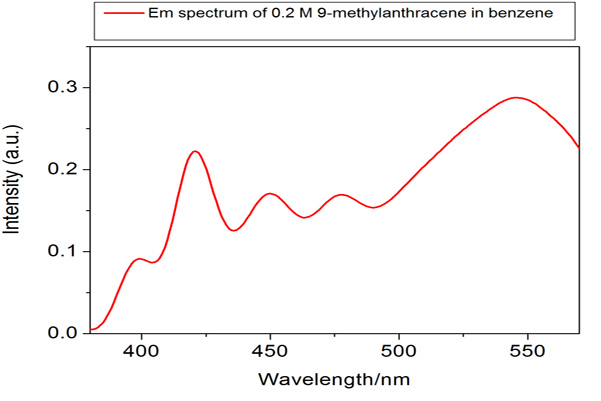 Em spectrum of 0.2 M 9-methylanthracene in benzene
Intensity (a.u.)
0.3
0.2
0.1
0.0
400 450 500 550
Wavelength/nm